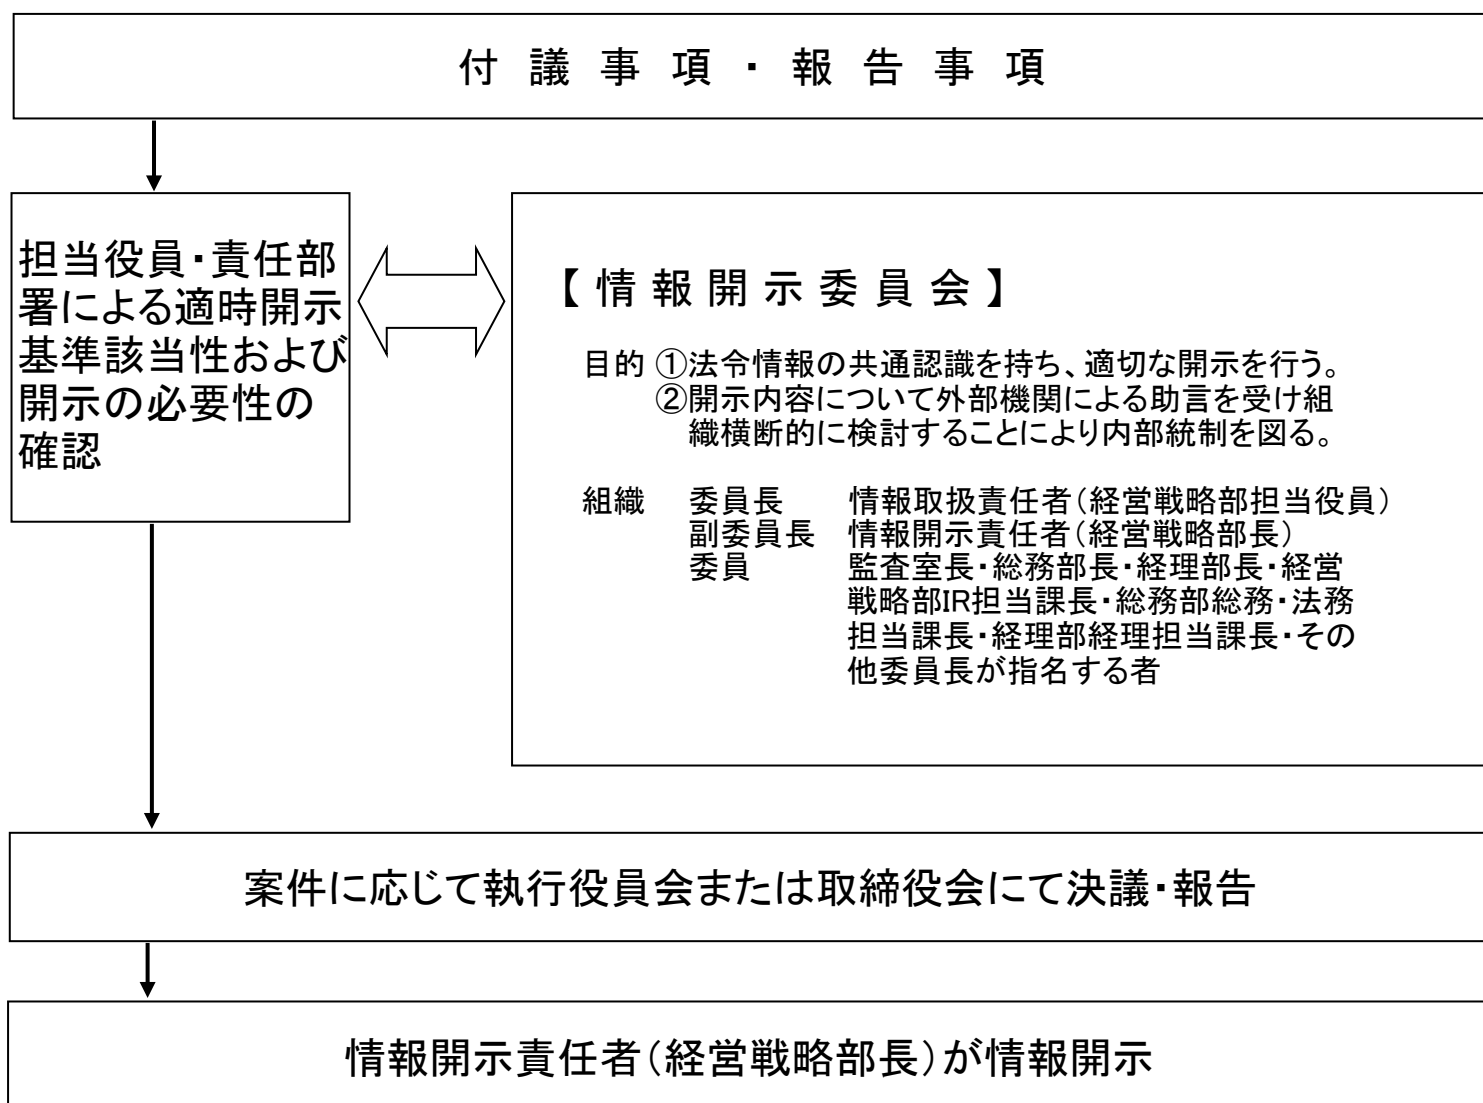 付議事項・報告事項
担当役員・責任部
署による適時開示
基準該当性および
開示の必要性の
確認
【情報開示委員会】
目的 ①法令情報の共通認識を持ち、適切な開示を行う。
②開示内容について外部機関による助言を受け組
織横断的に検討することにより内部統制を図る。
組織 委員長 情報取扱責任者(経営戦略部担当役員)
副委員長 情報開示責任者(経営戦略部長)
委員 監査室長・総務部長・経理部長・経営
戦略部IR担当課長・総務部総務・法務
担当課長・経理部経理担当課長・その
他委員長が指名する者
案件に応じて執行役員会または取締役会にて決議・報告
情報開示責任者(経営戦略部長)が情報開示